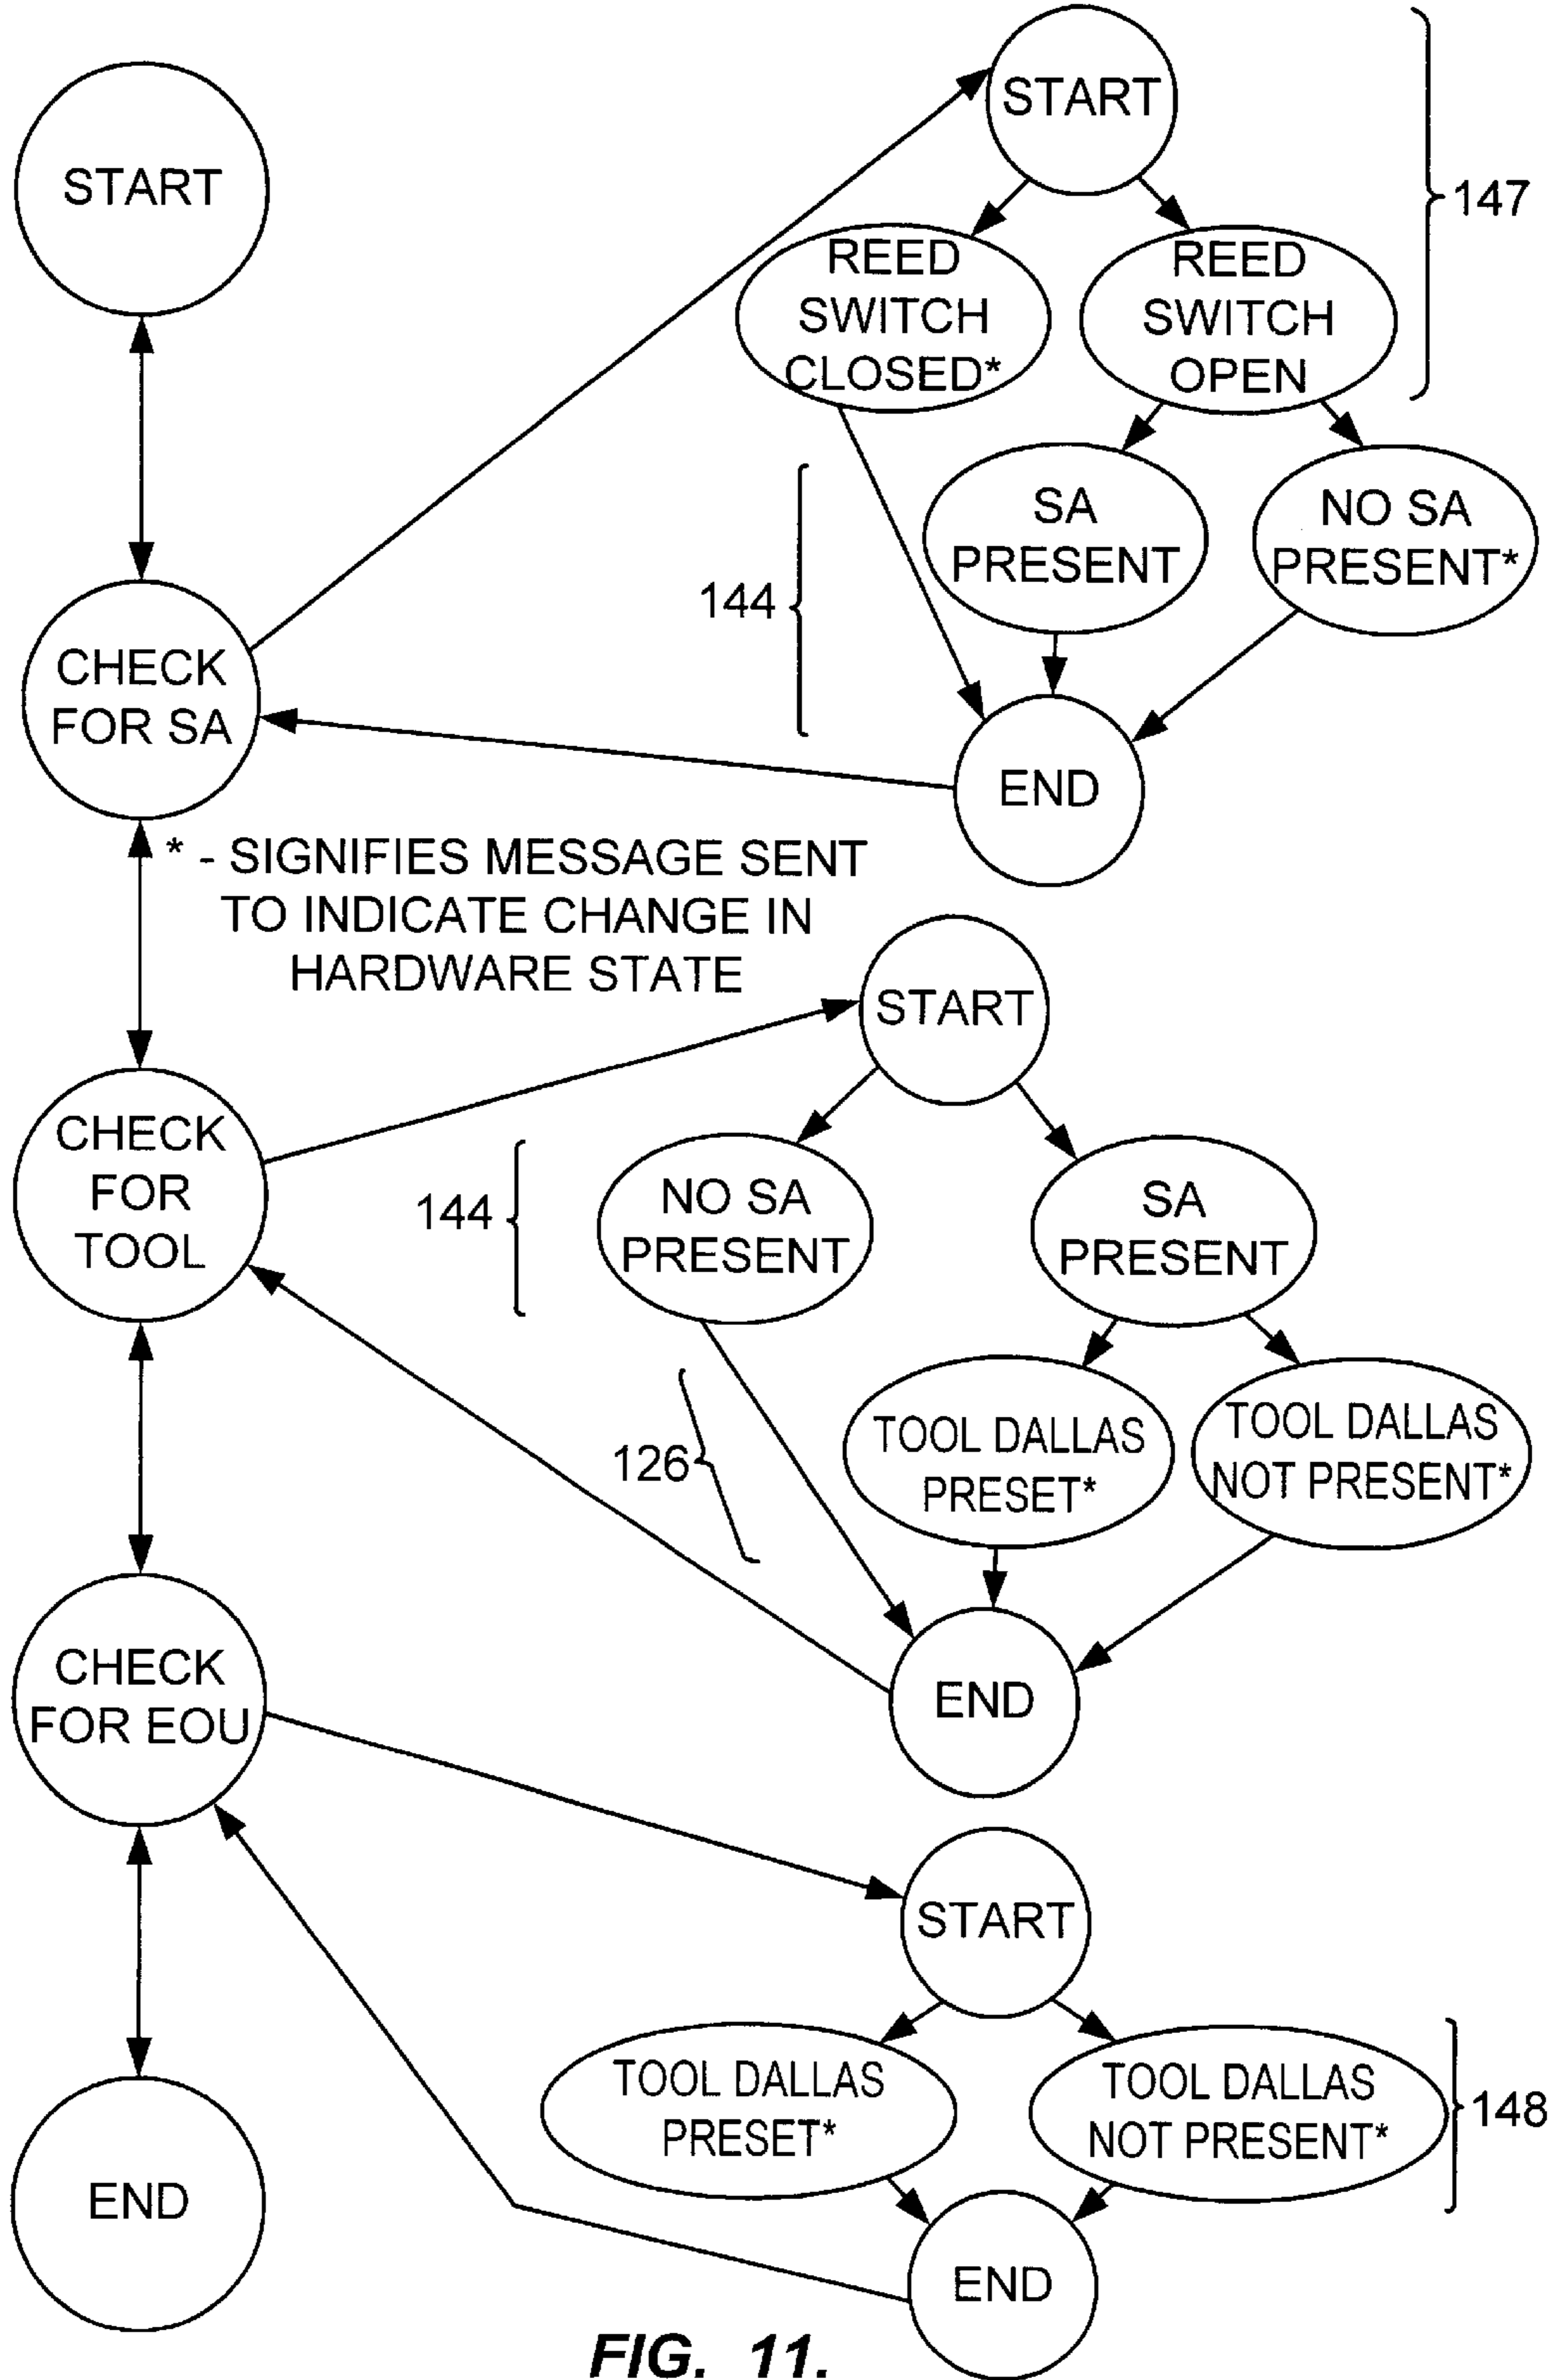 START
START
147
REED
SWITCH
CLOSED*
REED
SWITCH
OPEN
SA
PRESENT
NO SA
PRESENT*
144
CHECK
FOR SA
END
* - SIGNIFIES MESSAGE SENT
TO INDICATE CHANGE IN
HARDWARE STATE
START
CHECK
FOR
TOOL
144
NO SA
PRESENT
SA
PRESENT
126
TOOL DALLAS
PRESET*
TOOL DALLAS
NOT PRESENT*
CHECK
FOR EOU
END
START
TOOL DALLAS
PRESET*
TOOL DALLAS
NOT PRESENT*
148
END
END
FIG. 11.